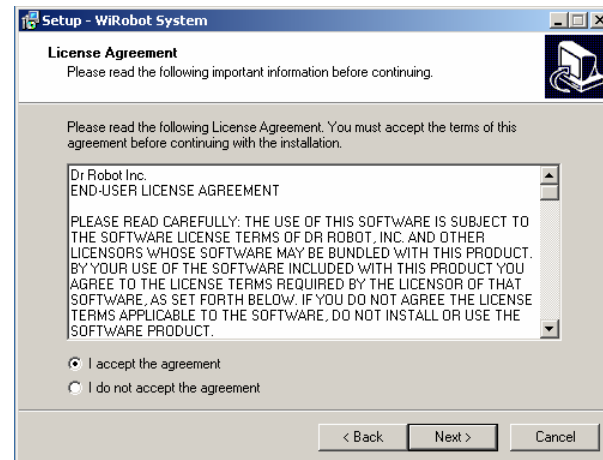 Setup - WiRobot System
License Agreement
Please read the following important information before continuing.
Please read the following License Agreement. You must accept the terms of this
agreement before continuing with the installation.
Dr Robot Inc.
END-USER LICENSE AGREEMENT
PLEASE READ CAREFULLY: THE USE OF THIS SOFTWARE IS SUBJECT TO
THE SOFTWARE LICENSE TERMS OF DR ROBOT, INC. AND OTHER
LICENSORS WHOSE SOFTWARE MAY BE BUNDLED WITH THIS PRODUCT.
BY YOUR USE OF THE SOFTWARE INCLUDED WITH THIS PRODUCT YOU
AGREE TO THE LICENSE TERMS REQUIRED BY THE LICENSOR OF THAT
SOFTWARE, AS SET FORTH BELOW. IF YOU DO NOT AGREE THE LICENSE
TERMS APPLICABLE TO THE SOFTWARE, DO NOT INSTALL OR USE THE
SOFTWARE PRODUCT.
I accept the agreement
I do not accept the agreement
< Back Next > Cancel